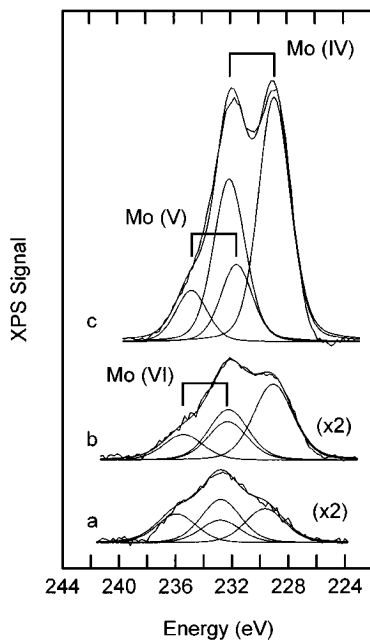 Mo (IV)
Mo (V)
c
Mo (VI)
b
(x2)
a
(x2)
XPS Signal
244 240 236 232 228 224
Energy (eV)